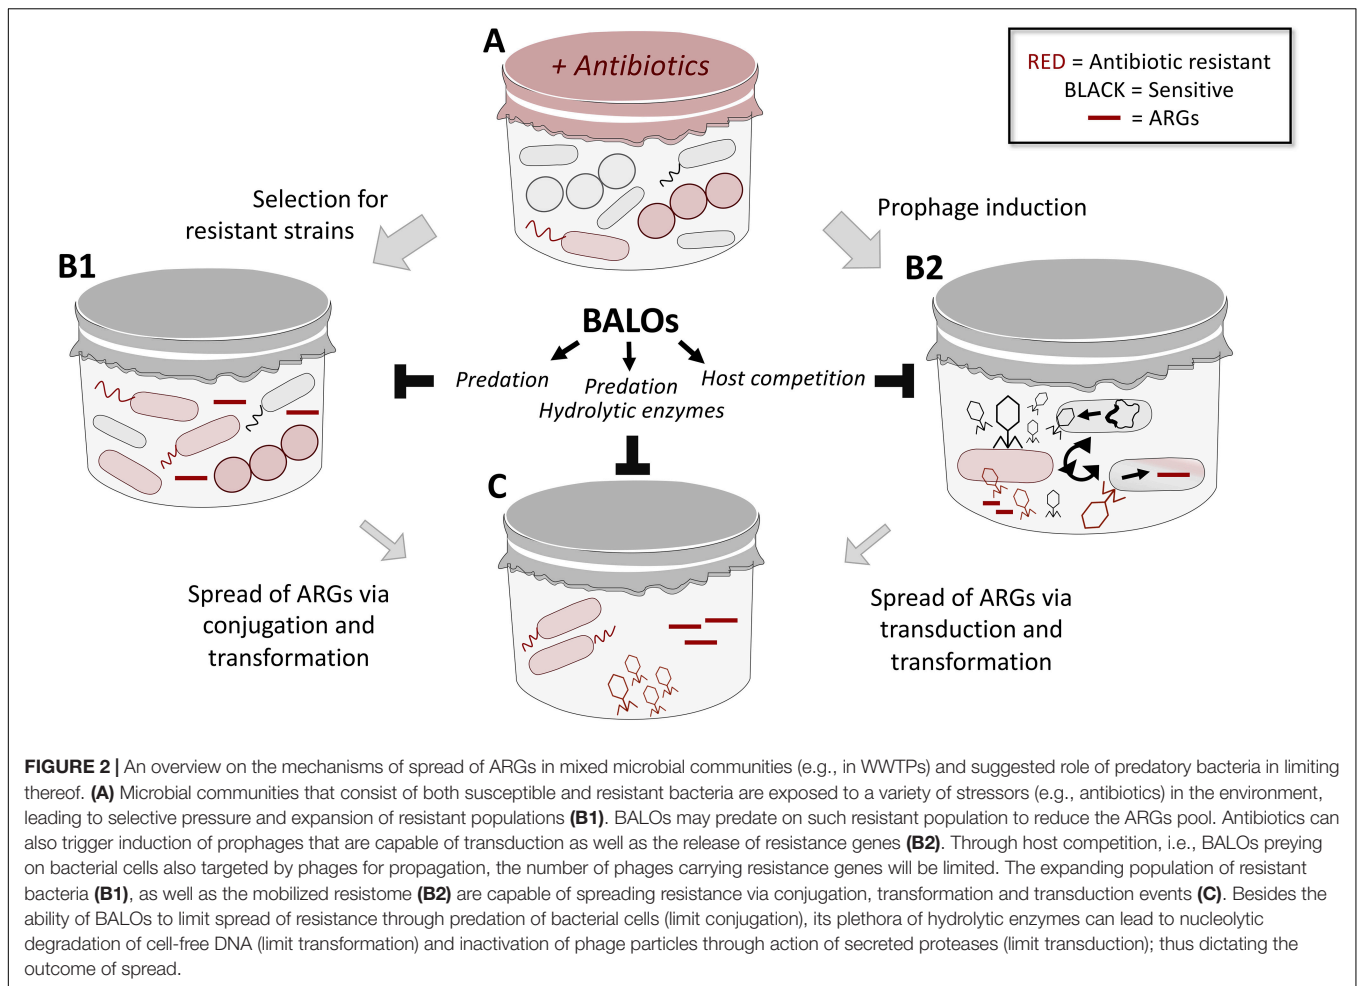 A
+ Antibiotics
RED = Antibiotic resistant
BLACK = Sensitive
= ARGs
Selection for
resistant strains
Prophage induction
B1
B2
BALOs
Predation
Predation
Hydrolytic enzymes
Host competition
C
Spread of ARGs via
conjugation and
transformation
Spread of ARGs via
transduction and
transformation
FIGURE 2 | An overview on the mechanisms of spread of ARGs in mixed microbial communities (e.g., in WWTPs) and suggested role of predatory bacteria in limiting
thereof. (A) Microbial communities that consist of both susceptible and resistant bacteria are exposed to a variety of stressors (e.g., antibiotics) in the environment,
leading to selective pressure and expansion of resistant populations (B1). BALOs may predate on such resistant population to reduce the ARGs pool. Antibiotics can
also trigger induction of prophages that are capable of transduction as well as the release of resistance genes (B2). Through host competition, i.e., BALOs preying
on bacterial cells also targeted by phages for propagation, the number of phages carrying resistance genes will be limited. The expanding population of resistant
bacteria (B1), as well as the mobilized resistome (B2) are capable of spreading resistance via conjugation, transformation and transduction events (C). Besides the
ability of BALOs to limit spread of resistance through predation of bacterial cells (limit conjugation), its plethora of hydrolytic enzymes can lead to nucleolytic
degradation of cell-free DNA (limit transformation) and inactivation of phage particles through action of secreted proteases (limit transduction); thus dictating the
outcome of spread.